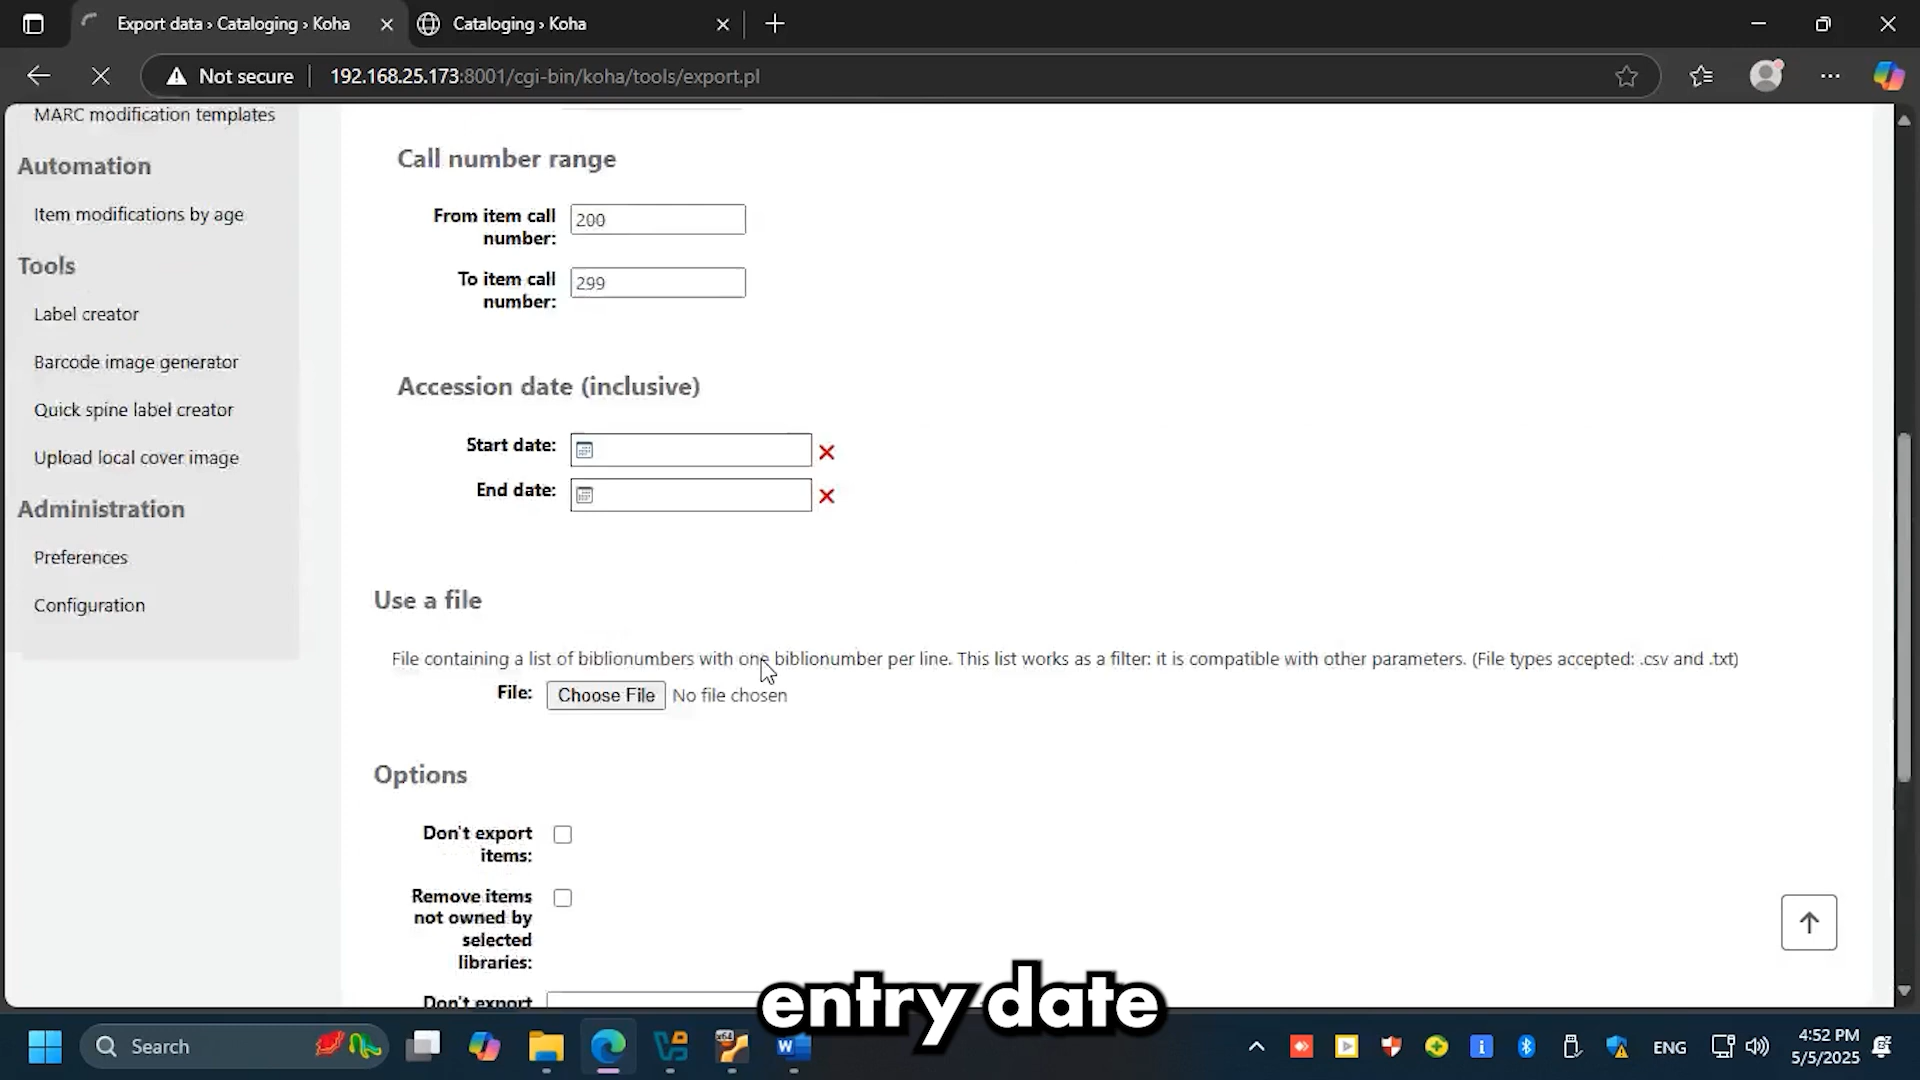 Export data › Cataloging › Koha
Cataloging › Koha
Not secure
192.168.25.173:8001/cgi-bin/koha/tools/export.pl
MARC modification templates
Automation
Item modifications by age
Tools
Label creator
Barcode image generator
Quick spine label creator
Upload local cover image
Administration
Preferences
Configuration
Call number range
From item call
number:
200
To item call
number:
299
Accession date (inclusive)
Start date:
End date:
Use a file
File containing a list of biblionumbers with one biblionumber per line. This list works as a filter: it is compatible with other parameters. (File types accepted: .csv and .txt)
File:
Choose File No file chosen
Options
Don't export
items:
Remove items
not owned by
selected
libraries:
Don't export
entry date
Search
x64
ENG
4:52 PM
5/5/2025